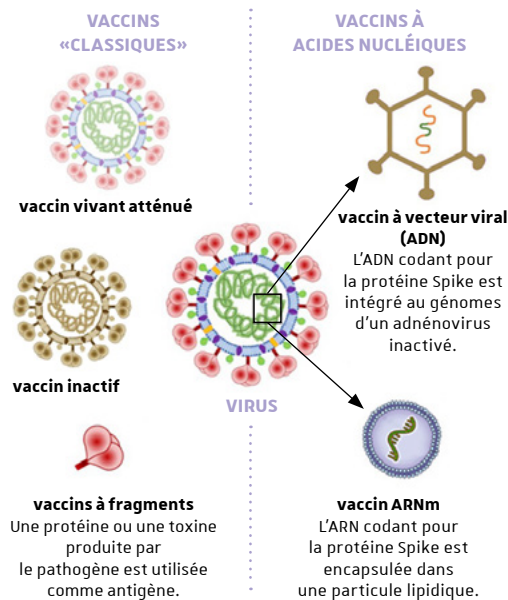 VACCINS
«CLASSIQUES»
VACCINS À
ACIDES NUCLÉIQUES
vaccin vivant atténué
vaccin à vecteur viral
(ADN)
L'ADN codant pour
la protéine Spike est
intégré au génomes
d'un adnénovirus
inactivé.
vaccin inactif
VIRUS
vaccins à fragments
Une protéine ou une toxine
produite par
le pathogène est utilisée
comme antigène.
vaccin ARNm
L'ARN codant pour
la protéine Spike est
encapsulée dans
une particule lipidique.